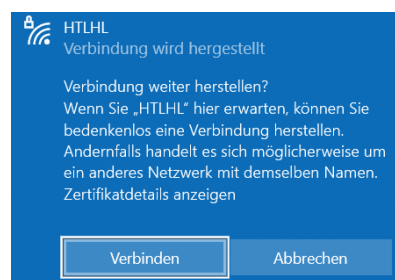 HTLHL
Verbindung wird hergestellt
Verbindung weiter herstellen?
Wenn Sie „HTLHL“ hier erwarten, können Sie
bedenkenlos eine Verbindung herstellen.
Andernfalls handelt es sich möglicherweise um
ein anderes Netzwerk mit demselben Namen.
Zertifikatdetails anzeigen
Verbinden
Abbrechen